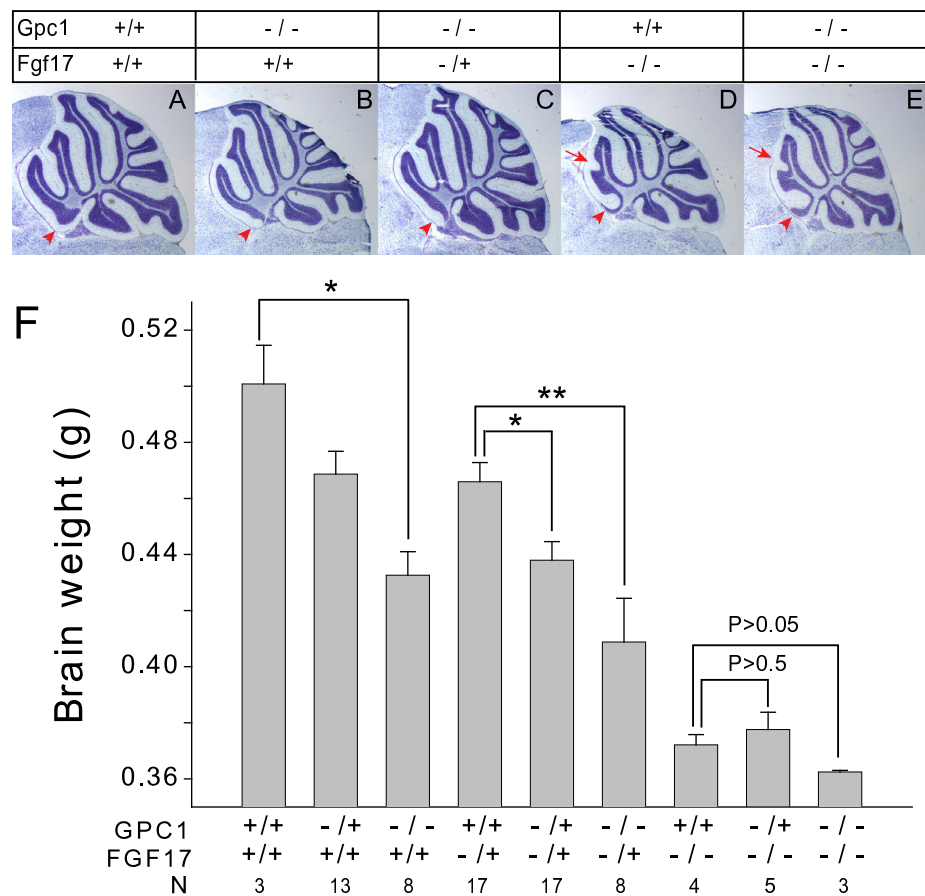 Gpc1 +/+ - / - - / - +/+ - / -
Fgf17 +/+ +/+ - /+ - / - - / -
A B C D E
F
Brain weight (g)
0.52
0.48
0.44
0.40
0.36
*
**
*
P>0.05
P>0.5
GPC1 +/+ - /+ - / - +/+ - /+ - / - +/+ - /+ - / -
FGF17 +/+ +/+ +/+ - /+ - /+ - /+ - / - - / - - / -
N 3 13 8 17 17 8 4 5 3